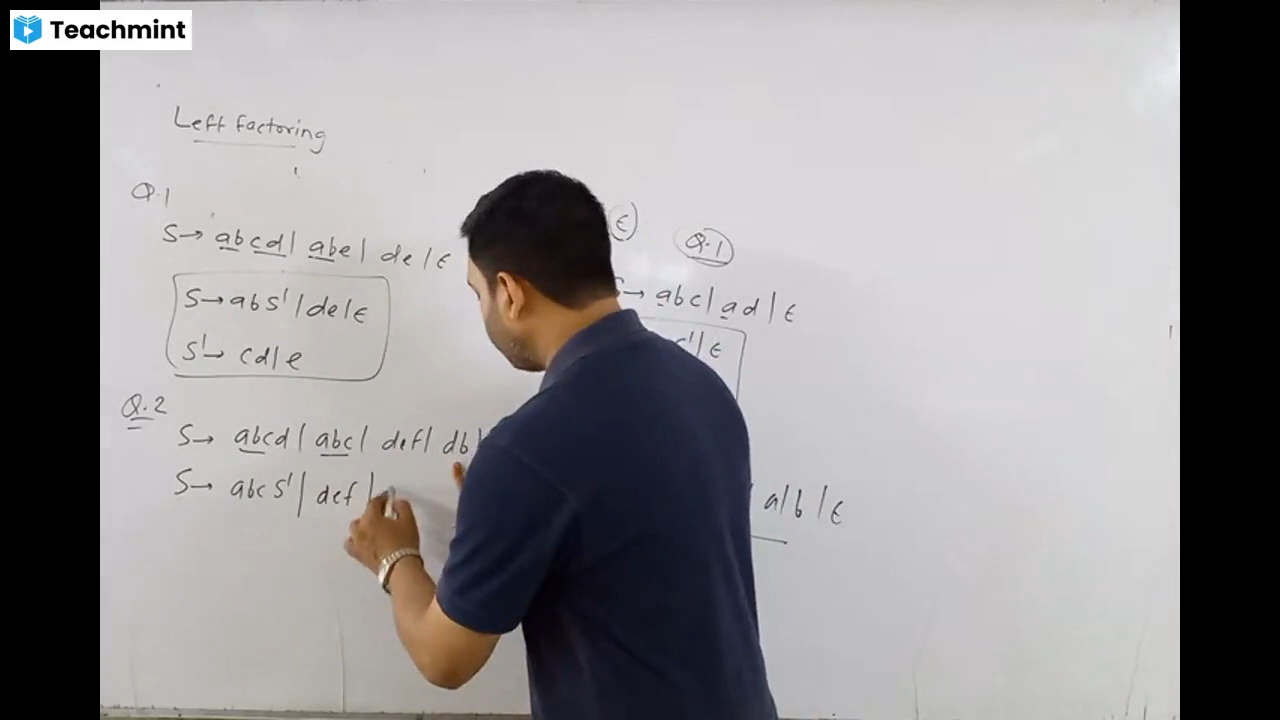 Teachmint
Left Factoring
Q.1
S→ abcd | abe | de | ε
S→ abS' | de | ε
S'→ cd | e
Q.2
S→ abcd | abc | def | db |
S→ abc S' | def |
ε
Q.1
S→ abc | ad | ε
| ε
a | b | ε